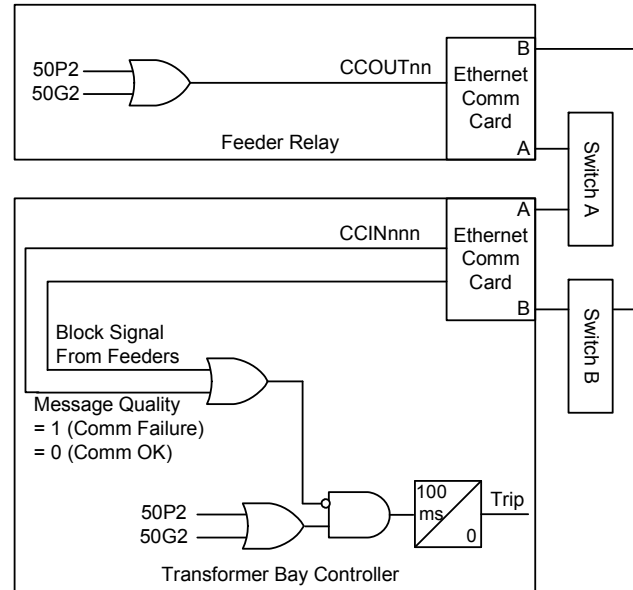 50P2
50G2
CCOUTnn
B
Ethernet
Comm
Card
A
Feeder Relay
Switch A
CCINnnn
A
Ethernet
Comm
Card
B
Switch B
Block Signal
From Feeders
Message Quality
= 1 (Comm Failure)
= 0 (Comm OK)
50P2
50G2
100
ms
0
Trip
Transformer Bay Controller